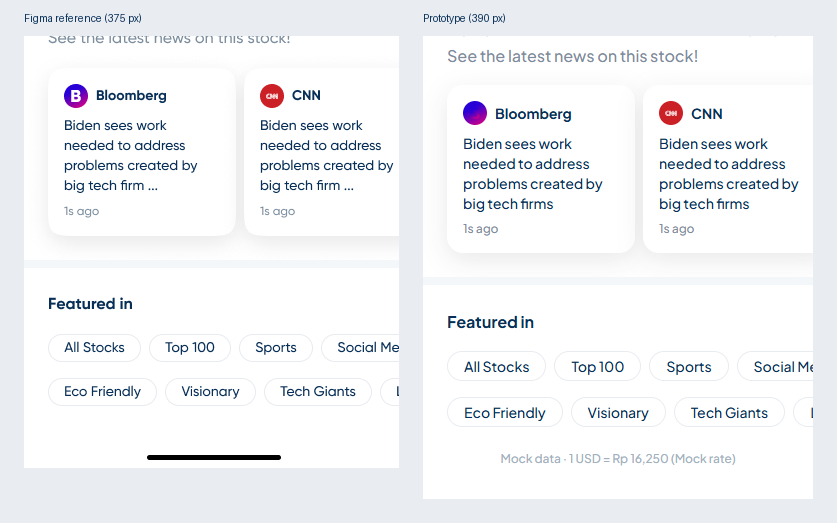 Figma reference (375 px)
See the latest news on this stock!
B Bloomberg
CNN CNN
Biden sees work
needed to address
problems created by
big tech firm ...
1s ago
Biden sees work
needed to address
problems created by
big tech firm ...
1s ago
Featured in
All Stocks
Top 100
Sports
Social Me
Eco Friendly
Visionary
Tech Giants
Prototype (390 px)
See the latest news on this stock!
Bloomberg
CNN CNN
Biden sees work
needed to address
problems created by
big tech firms
1s ago
Biden sees work
needed to address
problems created by
big tech firms
1s ago
Featured in
All Stocks
Top 100
Sports
Social Me
Eco Friendly
Visionary
Tech Giants
Mock data · 1 USD = Rp 16,250 (Mock rate)